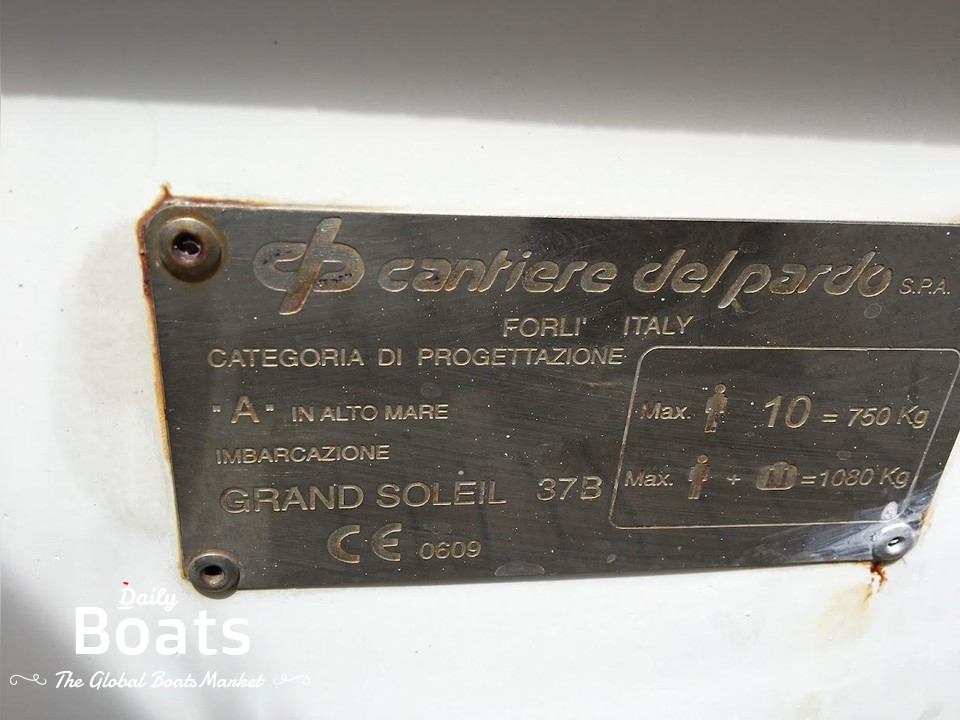 cantiere del pardo S.P.A.
FORLI' ITALY
CATEGORIA DI PROGETTAZIONE
"A" IN ALTO MARE
IMBARCAZIONE
GRAND SOLEIL 37B
CE 0609
Max. 10 = 750 Kg
Max. + = 1080 Kg
Daily
Boats
The Global Boats Market